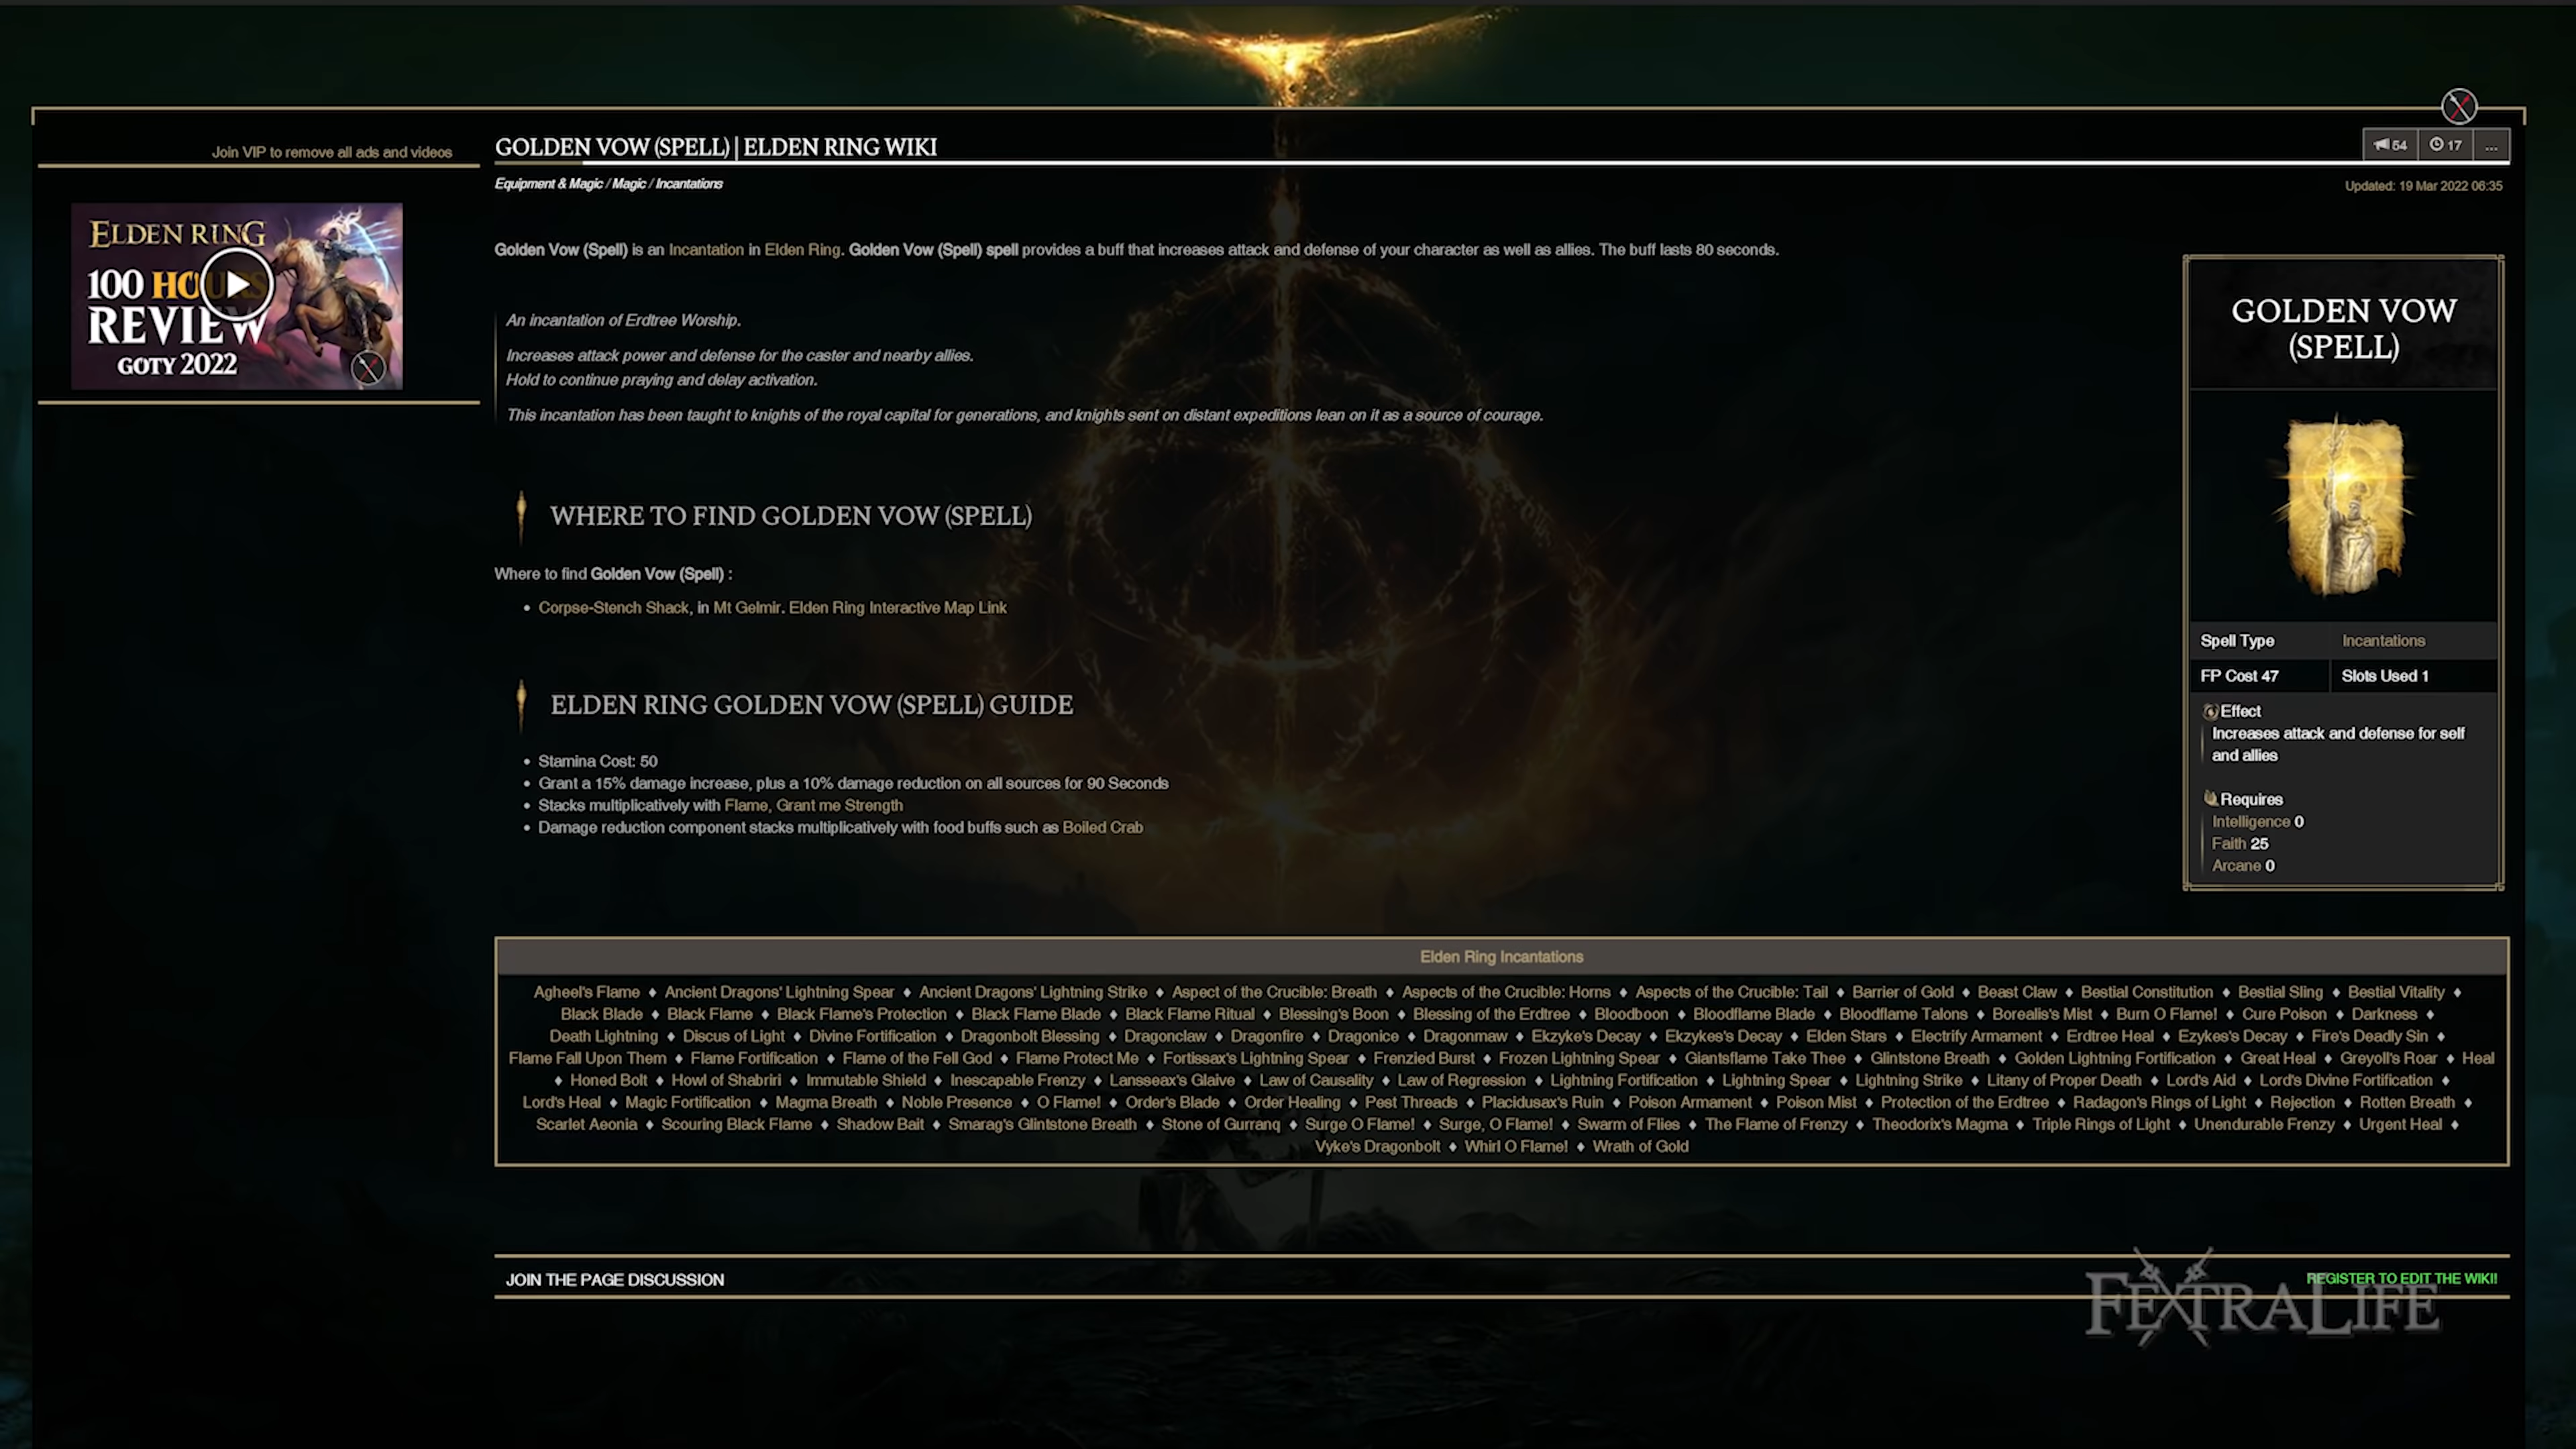 Join VIP to remove all ads and videos
ELDEN RING
100 HOURS
REVIEW
GOTY 2022
GOLDEN VOW (SPELL) | ELDEN RING WIKI
54
17
...
Equipment & Magic / Magic / Incantations
Updated: 19 Mar 2022 06:35
Golden Vow (Spell) is an Incantation in Elden Ring. Golden Vow (Spell) spell provides a buff that increases attack and defense of your character as well as allies. The buff lasts 80 seconds.
An incantation of Erdtree Worship.
Increases attack power and defense for the caster and nearby allies.
Hold to continue praying and delay activation.
This incantation has been taught to knights of the royal capital for generations, and knights sent on distant expeditions lean on it as a source of courage.
WHERE TO FIND GOLDEN VOW (SPELL)
Where to find Golden Vow (Spell) :
• Corpse-Stench Shack, in Mt Gelmir. Elden Ring Interactive Map Link
ELDEN RING GOLDEN VOW (SPELL) GUIDE
• Stamina Cost: 50
• Grant a 15% damage increase, plus a 10% damage reduction on all sources for 90 Seconds
• Stacks multiplicatively with Flame, Grant me Strength
• Damage reduction component stacks multiplicatively with food buffs such as Boiled Crab
GOLDEN VOW
(SPELL)
Spell Type Incantations
FP Cost 47 Slots Used 1
Effect
Increases attack and defense for self
and allies
Requires
Intelligence 0
Faith 25
Arcane 0
Elden Ring Incantations
Agheel's Flame ♦ Ancient Dragons' Lightning Spear ♦ Ancient Dragons' Lightning Strike ♦ Aspect of the Crucible: Breath ♦ Aspects of the Crucible: Horns ♦ Aspects of the Crucible: Tail ♦ Barrier of Gold ♦ Beast Claw ♦ Bestial Constitution ♦ Bestial Sling ♦ Bestial Vitality ♦
Black Blade ♦ Black Flame ♦ Black Flame's Protection ♦ Black Flame Blade ♦ Black Flame Ritual ♦ Blessing's Boon ♦ Blessing of the Erdtree ♦ Bloodboon ♦ Bloodflame Blade ♦ Bloodflame Talons ♦ Borealis's Mist ♦ Burn O Flame! ♦ Cure Poison ♦ Darkness ♦
Death Lightning ♦ Discus of Light ♦ Divine Fortification ♦ Dragonbolt Blessing ♦ Dragonclaw ♦ Dragonfire ♦ Dragonice ♦ Dragonmaw ♦ Ekzyke's Decay ♦ Ekzykes's Decay ♦ Elden Stars ♦ Electrify Armament ♦ Erdtree Heal ♦ Ezykes's Decay ♦ Fire's Deadly Sin ♦
Flame Fall Upon Them ♦ Flame Fortification ♦ Flame of the Fell God ♦ Flame Protect Me ♦ Fortissax's Lightning Spear ♦ Frenzied Burst ♦ Frozen Lightning Spear ♦ Giantsflame Take Thee ♦ Glintstone Breath ♦ Golden Lightning Fortification ♦ Great Heal ♦ Greyoll's Roar ♦ Heal
♦ Honed Bolt ♦ Howl of Shabriri ♦ Immutable Shield ♦ Inescapable Frenzy ♦ Lansseax's Glaive ♦ Law of Causality ♦ Law of Regression ♦ Lightning Fortification ♦ Lightning Spear ♦ Lightning Strike ♦ Litany of Proper Death ♦ Lord's Aid ♦ Lord's Divine Fortification ♦
Lord's Heal ♦ Magic Fortification ♦ Magma Breath ♦ Noble Presence ♦ O Flame! ♦ Order's Blade ♦ Order Healing ♦ Pest Threads ♦ Placidusax's Ruin ♦ Poison Armament ♦ Poison Mist ♦ Protection of the Erdtree ♦ Radagon's Rings of Light ♦ Rejection ♦ Rotten Breath ♦
Scarlet Aeonia ♦ Scouring Black Flame ♦ Shadow Bait ♦ Smarag's Glintstone Breath ♦ Stone of Gurranq ♦ Surge O Flame! ♦ Surge, O Flame! ♦ Swarm of Flies ♦ The Flame of Frenzy ♦ Theodorix's Magma ♦ Triple Rings of Light ♦ Unendurable Frenzy ♦ Urgent Heal ♦
Vyke's Dragonbolt ♦ Whirl O Flame! ♦ Wrath of Gold
JOIN THE PAGE DISCUSSION
REGISTER TO EDIT THE WIKI!
FEXTRALIFE